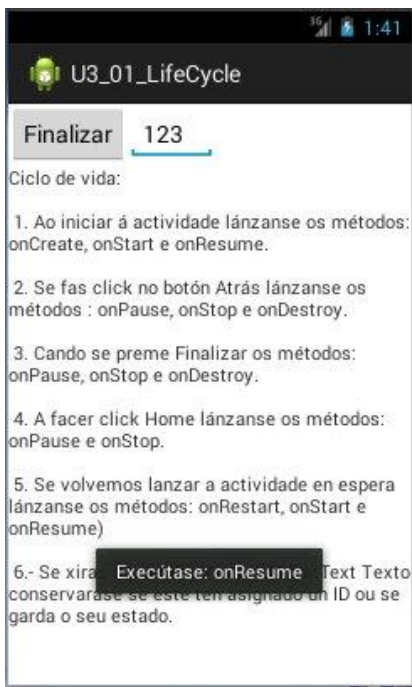 3G 1:41
U3_01_LifeCycle
Finalizar 123
Ciclo de vida:
1. Ao iniciar á actividade lánzanse os métodos:
onCreate, onStart e onResume.
2. Se fas click no botón Atrás lánzanse os
métodos : onPause, onStop e onDestroy.
3. Cando se preme Finalizar os métodos:
onPause, onStop e onDestroy.
4. A facer click Home lánzanse os métodos:
onPause e onStop.
5. Se volvemos lanzar a actividade en espera
lánzanse os métodos: onRestart, onStart e
onResume)
6.- Se xira Text Texto
Execútase: onResume
conservarase se este ten asignado un ID ou se
garda o seu estado.